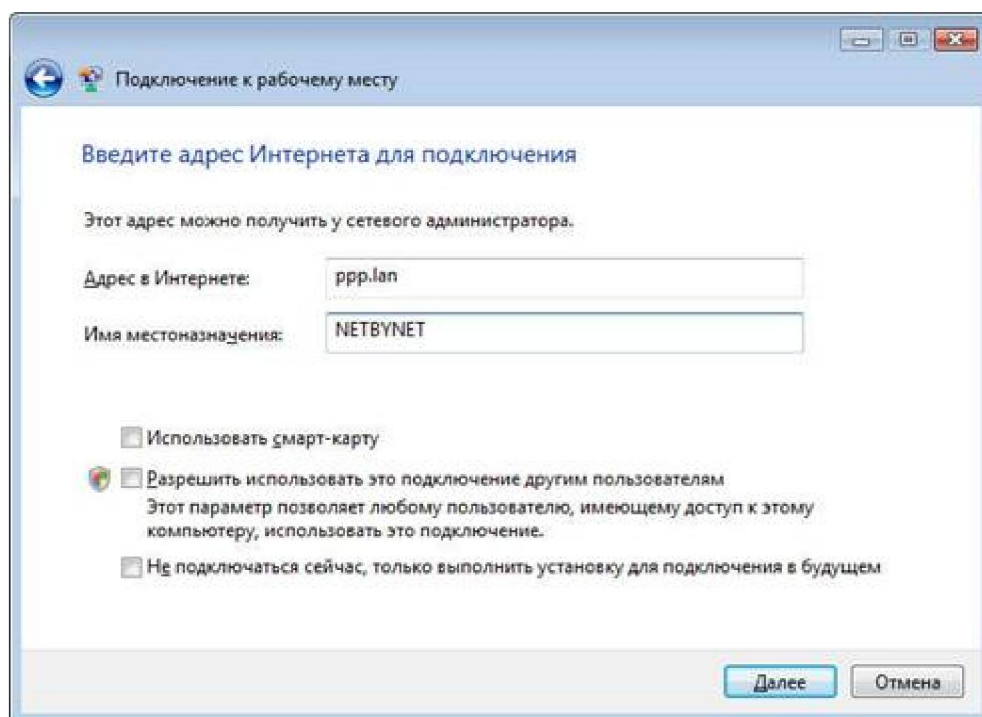 Подключение к рабочему месту
Введите адрес Интернета для подключения
Этот адрес можно получить у сетевого администратора.
Адрес в Интернете: ppp.lan
Имя местоназначения: NETBYNET
Использовать смарт-карту
Разрешить использовать это подключение другим пользователям
Этот параметр позволяет любому пользователю, имеющему доступ к этому
компьютеру, использовать это подключение.
Не подключаться сейчас, только выполнить установку для подключения в будущем
Далее Отмена